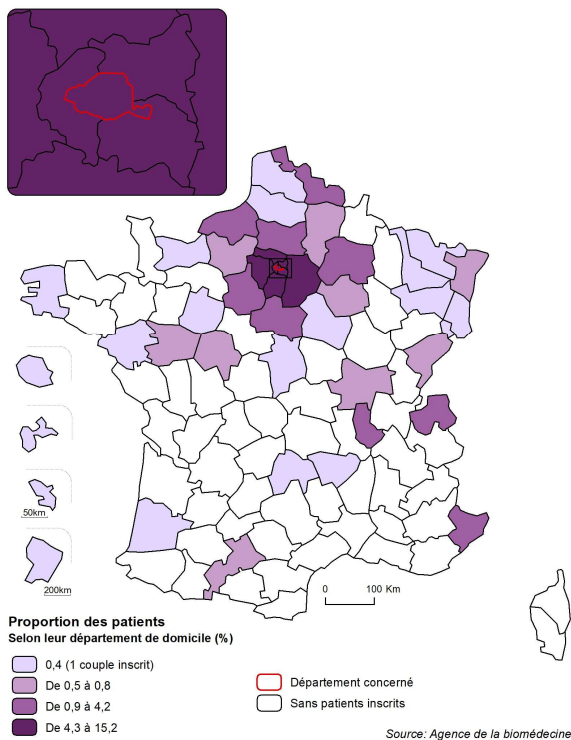 50km
200km
0 100 Km
Proportion des patients
Selon leur département de domicile (%)
0,4 (1 couple inscrit)
De 0,5 à 0,8
De 0,9 à 4,2
De 4,3 à 15,2
Département concerné
Sans patients inscrits
Source: Agence de la biomédecine